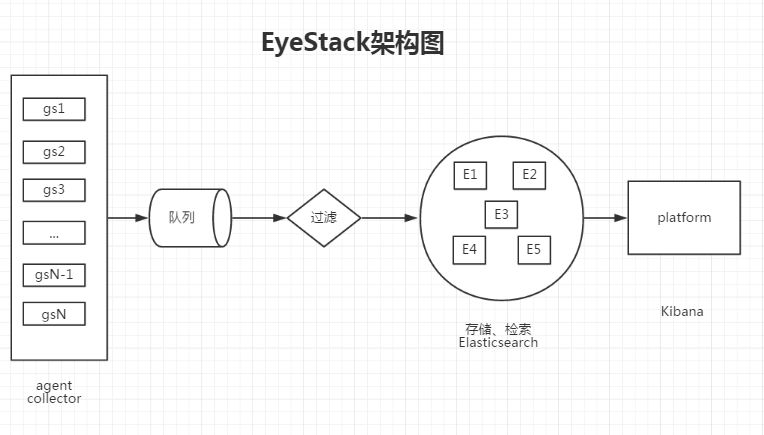 EyeStack架构图
gs1
gs2
gs3
...
gsN-1
gsN
agent
collector
队列
过滤
E1
E2
E3
E4
E5
存储、检索
Elasticsearch
platform
Kibana